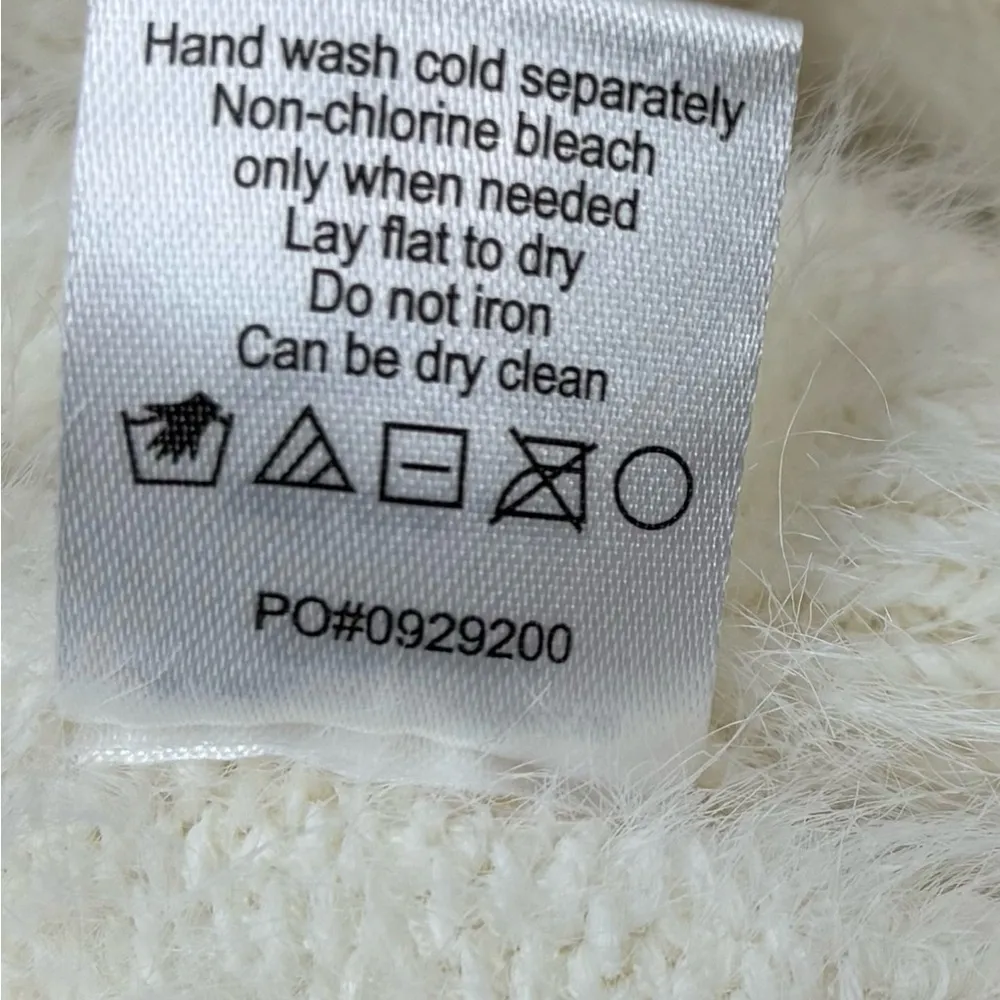 Hand wash cold separately
Non-chlorine bleach
only when needed
Lay flat to dry
Do not iron
Can be dry clean
PO#0929200